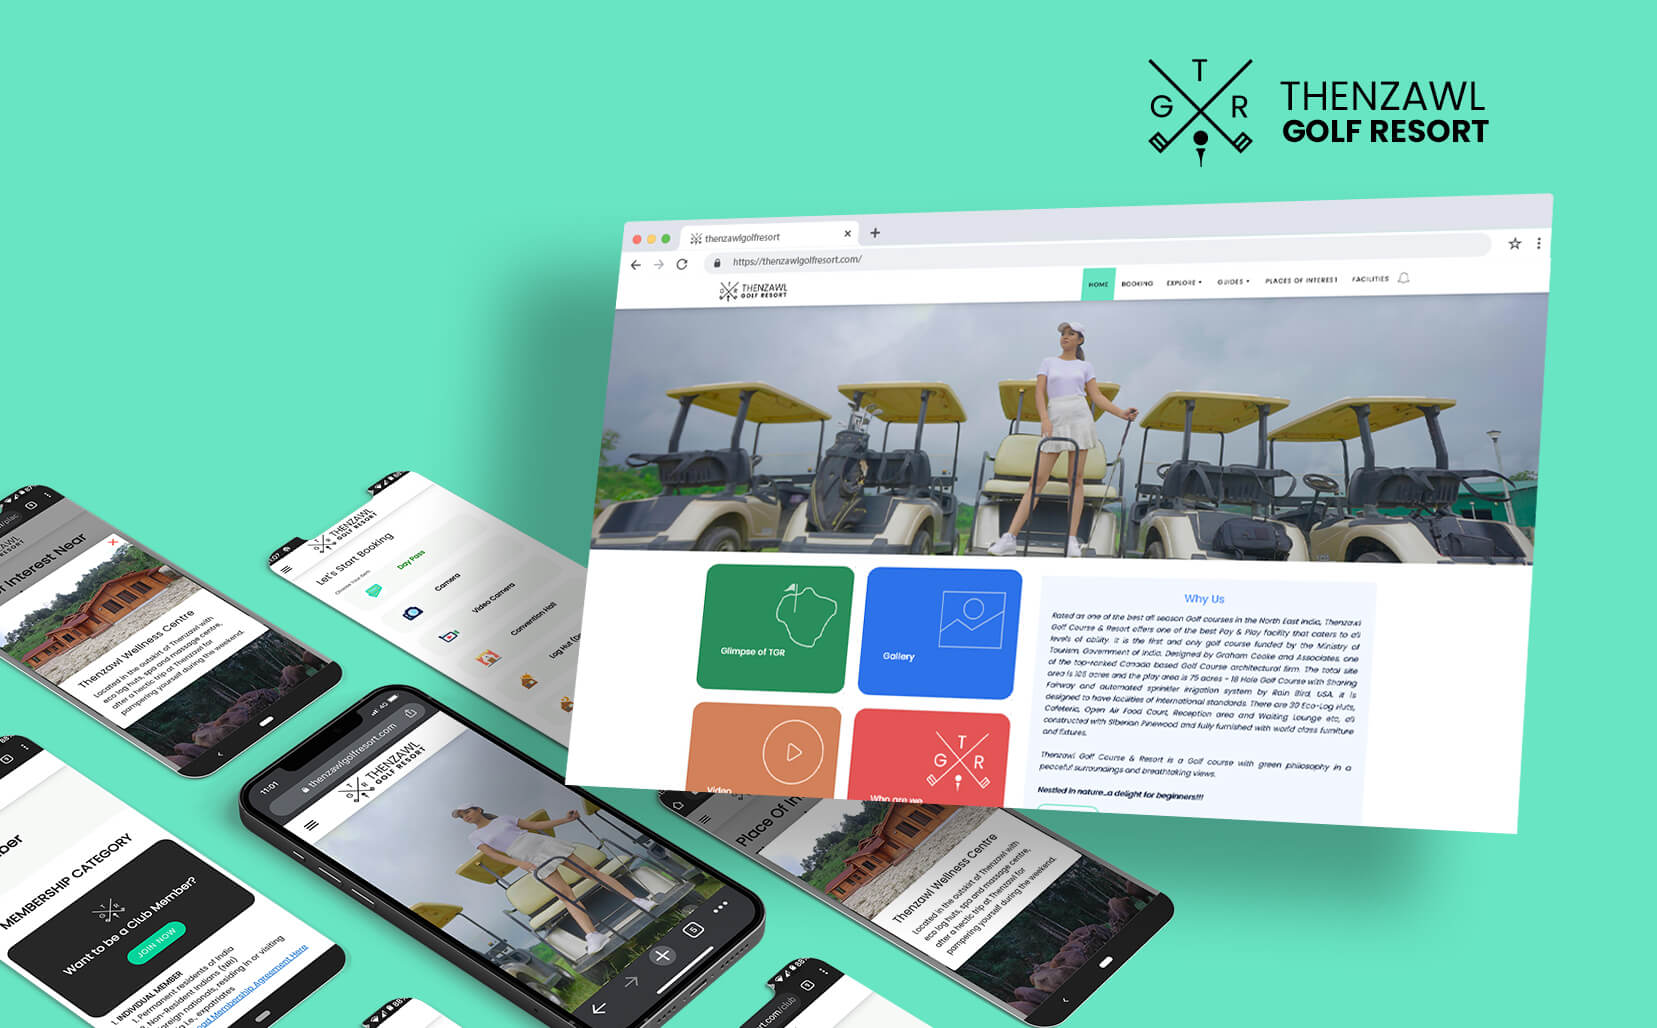 T
G R
THENZAWL
GOLF RESORT
thenzawlgolfresort
https://thenzawlgolfresort.com/
THENZAWL
GOLF RESORT
HOME BOOKING EXPLORE GUIDES PLACES OF INTEREST FACILITIES
Glimpse of TGR
Gallery
Video
T
G R
Who are we
Why Us
Rated as one of the best all season Golf courses in the North East India, Thenzawl
Golf Course & Resort offers one of the best Pay & Play facility that caters to all
levels of ability. It is the first and only golf course funded by the Ministry of
Tourism, Government of India. Designed by Graham Cooke and Associates, one
of the top-ranked Canada based Golf Course architectural firm. The total site
area is 105 acres and the play area is 75 acres - 18 Hole Golf Course with Sharing
Fairway and automated sprinkler irrigation system by Rain Bird, USA. It is
designed to have facilities of international standards. There are 30 Eco-Log Huts,
Cafeteria, Open Air Food Court, Reception area and Waiting Lounge etc, all
constructed with Siberian Pinewood and fully furnished with world class furniture
and fixtures.
Thenzawl Golf Course & Resort is a Golf course with green philosophy in a
peaceful surroundings and breathtaking views.
Nestled in nature...a delight for beginners!!!
Interest Near
Thenzawl Wellness Centre
Located in the outskirt of Thenzawl with
eco log huts, spa and massage centre,
after a hectic trip at Thenzawl for
pampering yourself during the weekend.
THENZAWL
GOLF RESORT
Let's Start Booking
Day Pass
Camera
Video Camera
Convention Hall
Log Hut
MEMBERSHIP CATEGORY
Want to be a Club Member?
JOIN NOW
1. INDIVIDUAL MEMBER
1. Permanent residents of India
2. Non-Resident Indians (NRI)
nationals, residing in or visiting
i.e., expatriates
Membership Agreement Here
11:01
4G
thenzawlgolfresort.com
THENZAWL
GOLF RESORT
5
Place Of
Thenzawl Wellness Centre
Located in the outskirt of Thenzawl with
eco log huts, spa and massage centre,
after a hectic trip at Thenzawl for
pampering yourself during the weekend.